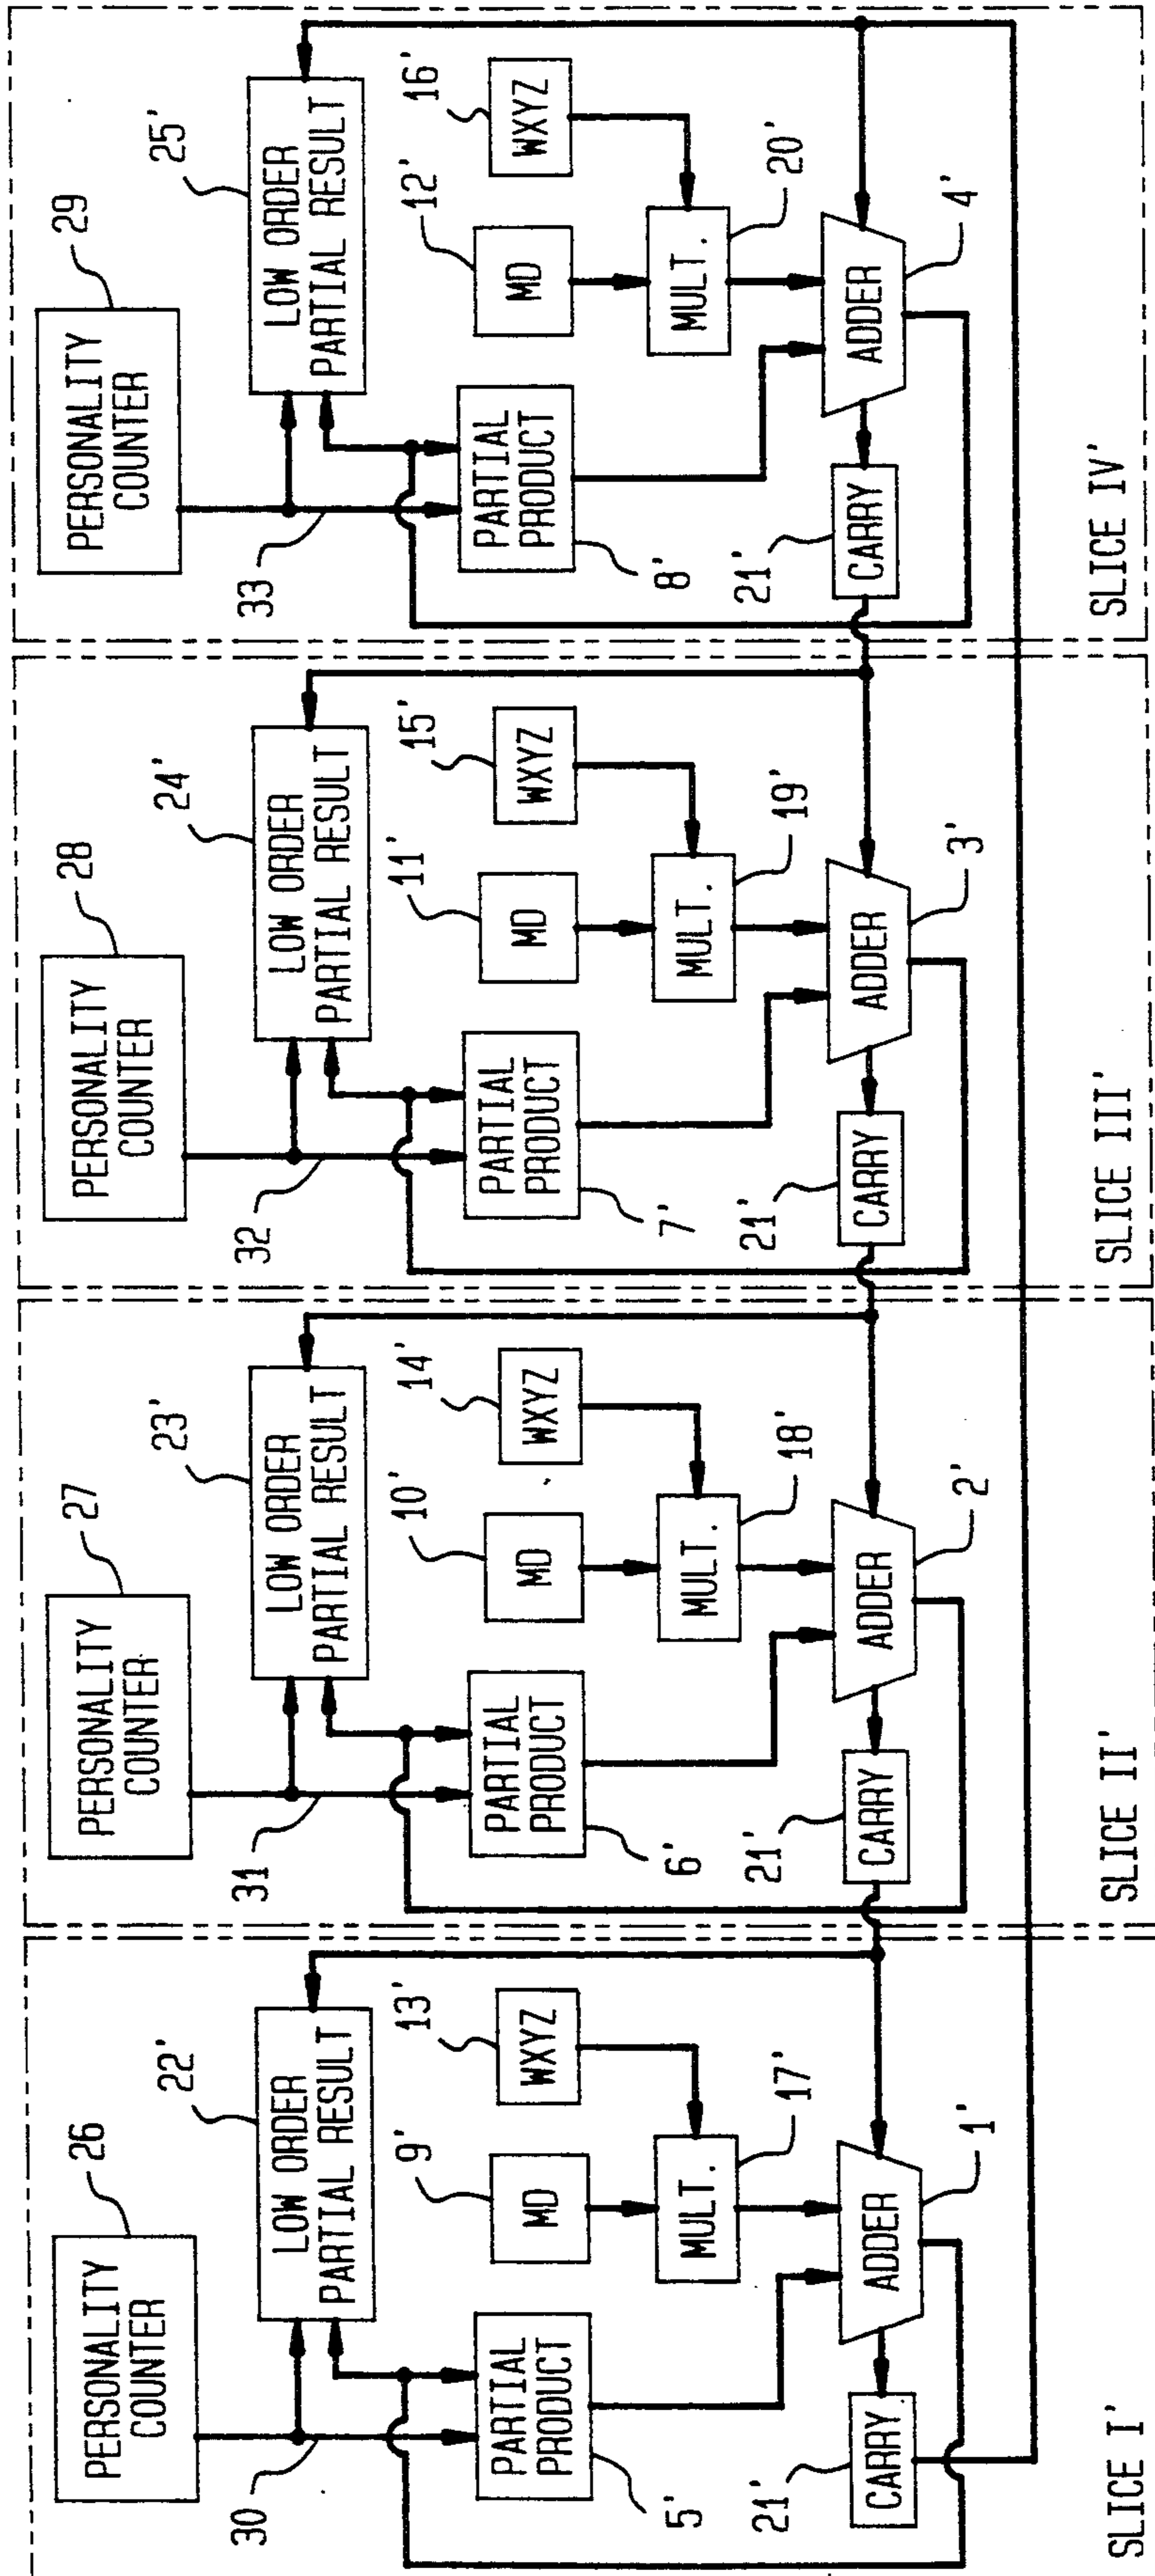 26
PERSONALITY
COUNTER
22'
LOW ORDER
PARTIAL RESULT
30
9'
MD
13'
WXYZ
PARTIAL
PRODUCT
5'
MULT.
17'
21'
CARRY
ADDER
1'
SLICE I'
27
PERSONALITY
COUNTER
23'
LOW ORDER
PARTIAL RESULT
31
10'
MD
14'
WXYZ
PARTIAL
PRODUCT
6'
MULT.
18'
21'
CARRY
ADDER
2'
SLICE II'
28
PERSONALITY
COUNTER
24'
LOW ORDER
PARTIAL RESULT
32
11'
MD
15'
WXYZ
PARTIAL
PRODUCT
7'
MULT.
19'
21'
CARRY
ADDER
3'
SLICE III'
29
PERSONALITY
COUNTER
25'
LOW ORDER
PARTIAL RESULT
33
12'
MD
16'
WXYZ
PARTIAL
PRODUCT
8'
MULT.
20'
21'
CARRY
ADDER
4'
SLICE IV'